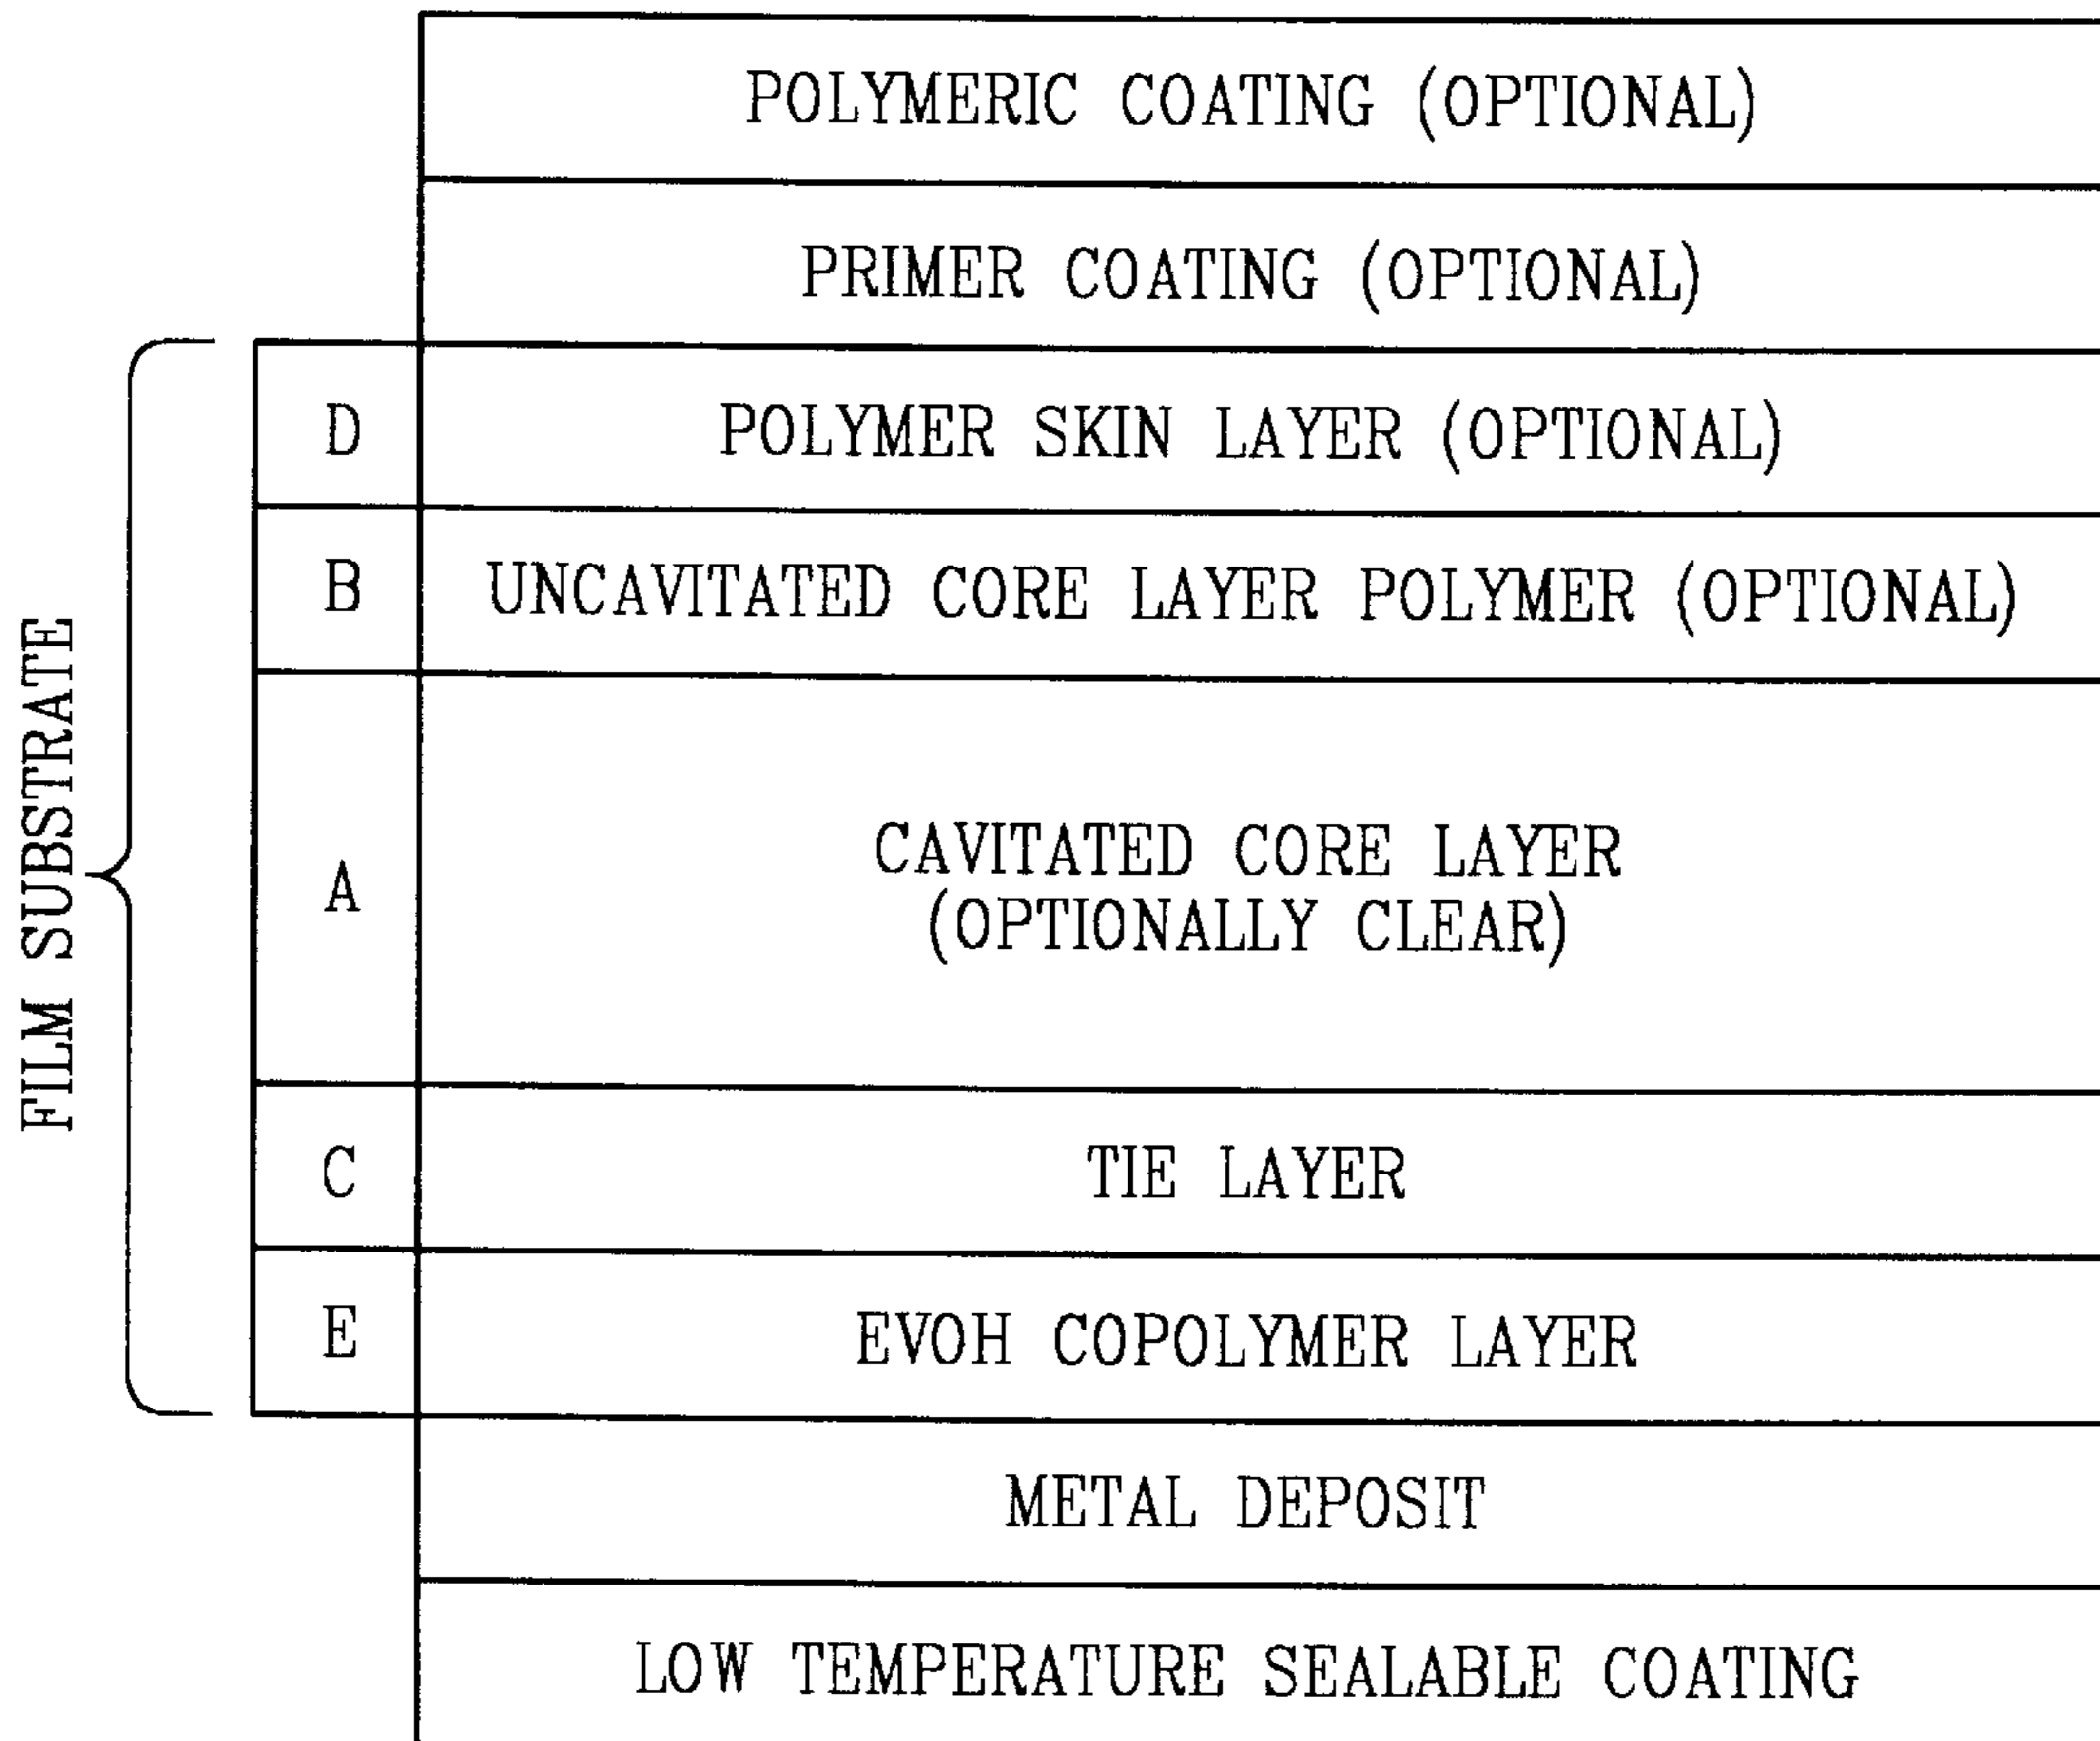 POLYMERIC COATING (OPTIONAL)
PRIMER COATING (OPTIONAL)
FILM SUBSTRATE
D
POLYMER SKIN LAYER (OPTIONAL)
B
UNCAVITATED CORE LAYER POLYMER (OPTIONAL)
A
CAVITATED CORE LAYER
(OPTIONALLY CLEAR)
C
TIE LAYER
E
EVOH COPOLYMER LAYER
METAL DEPOSIT
LOW TEMPERATURE SEALABLE COATING